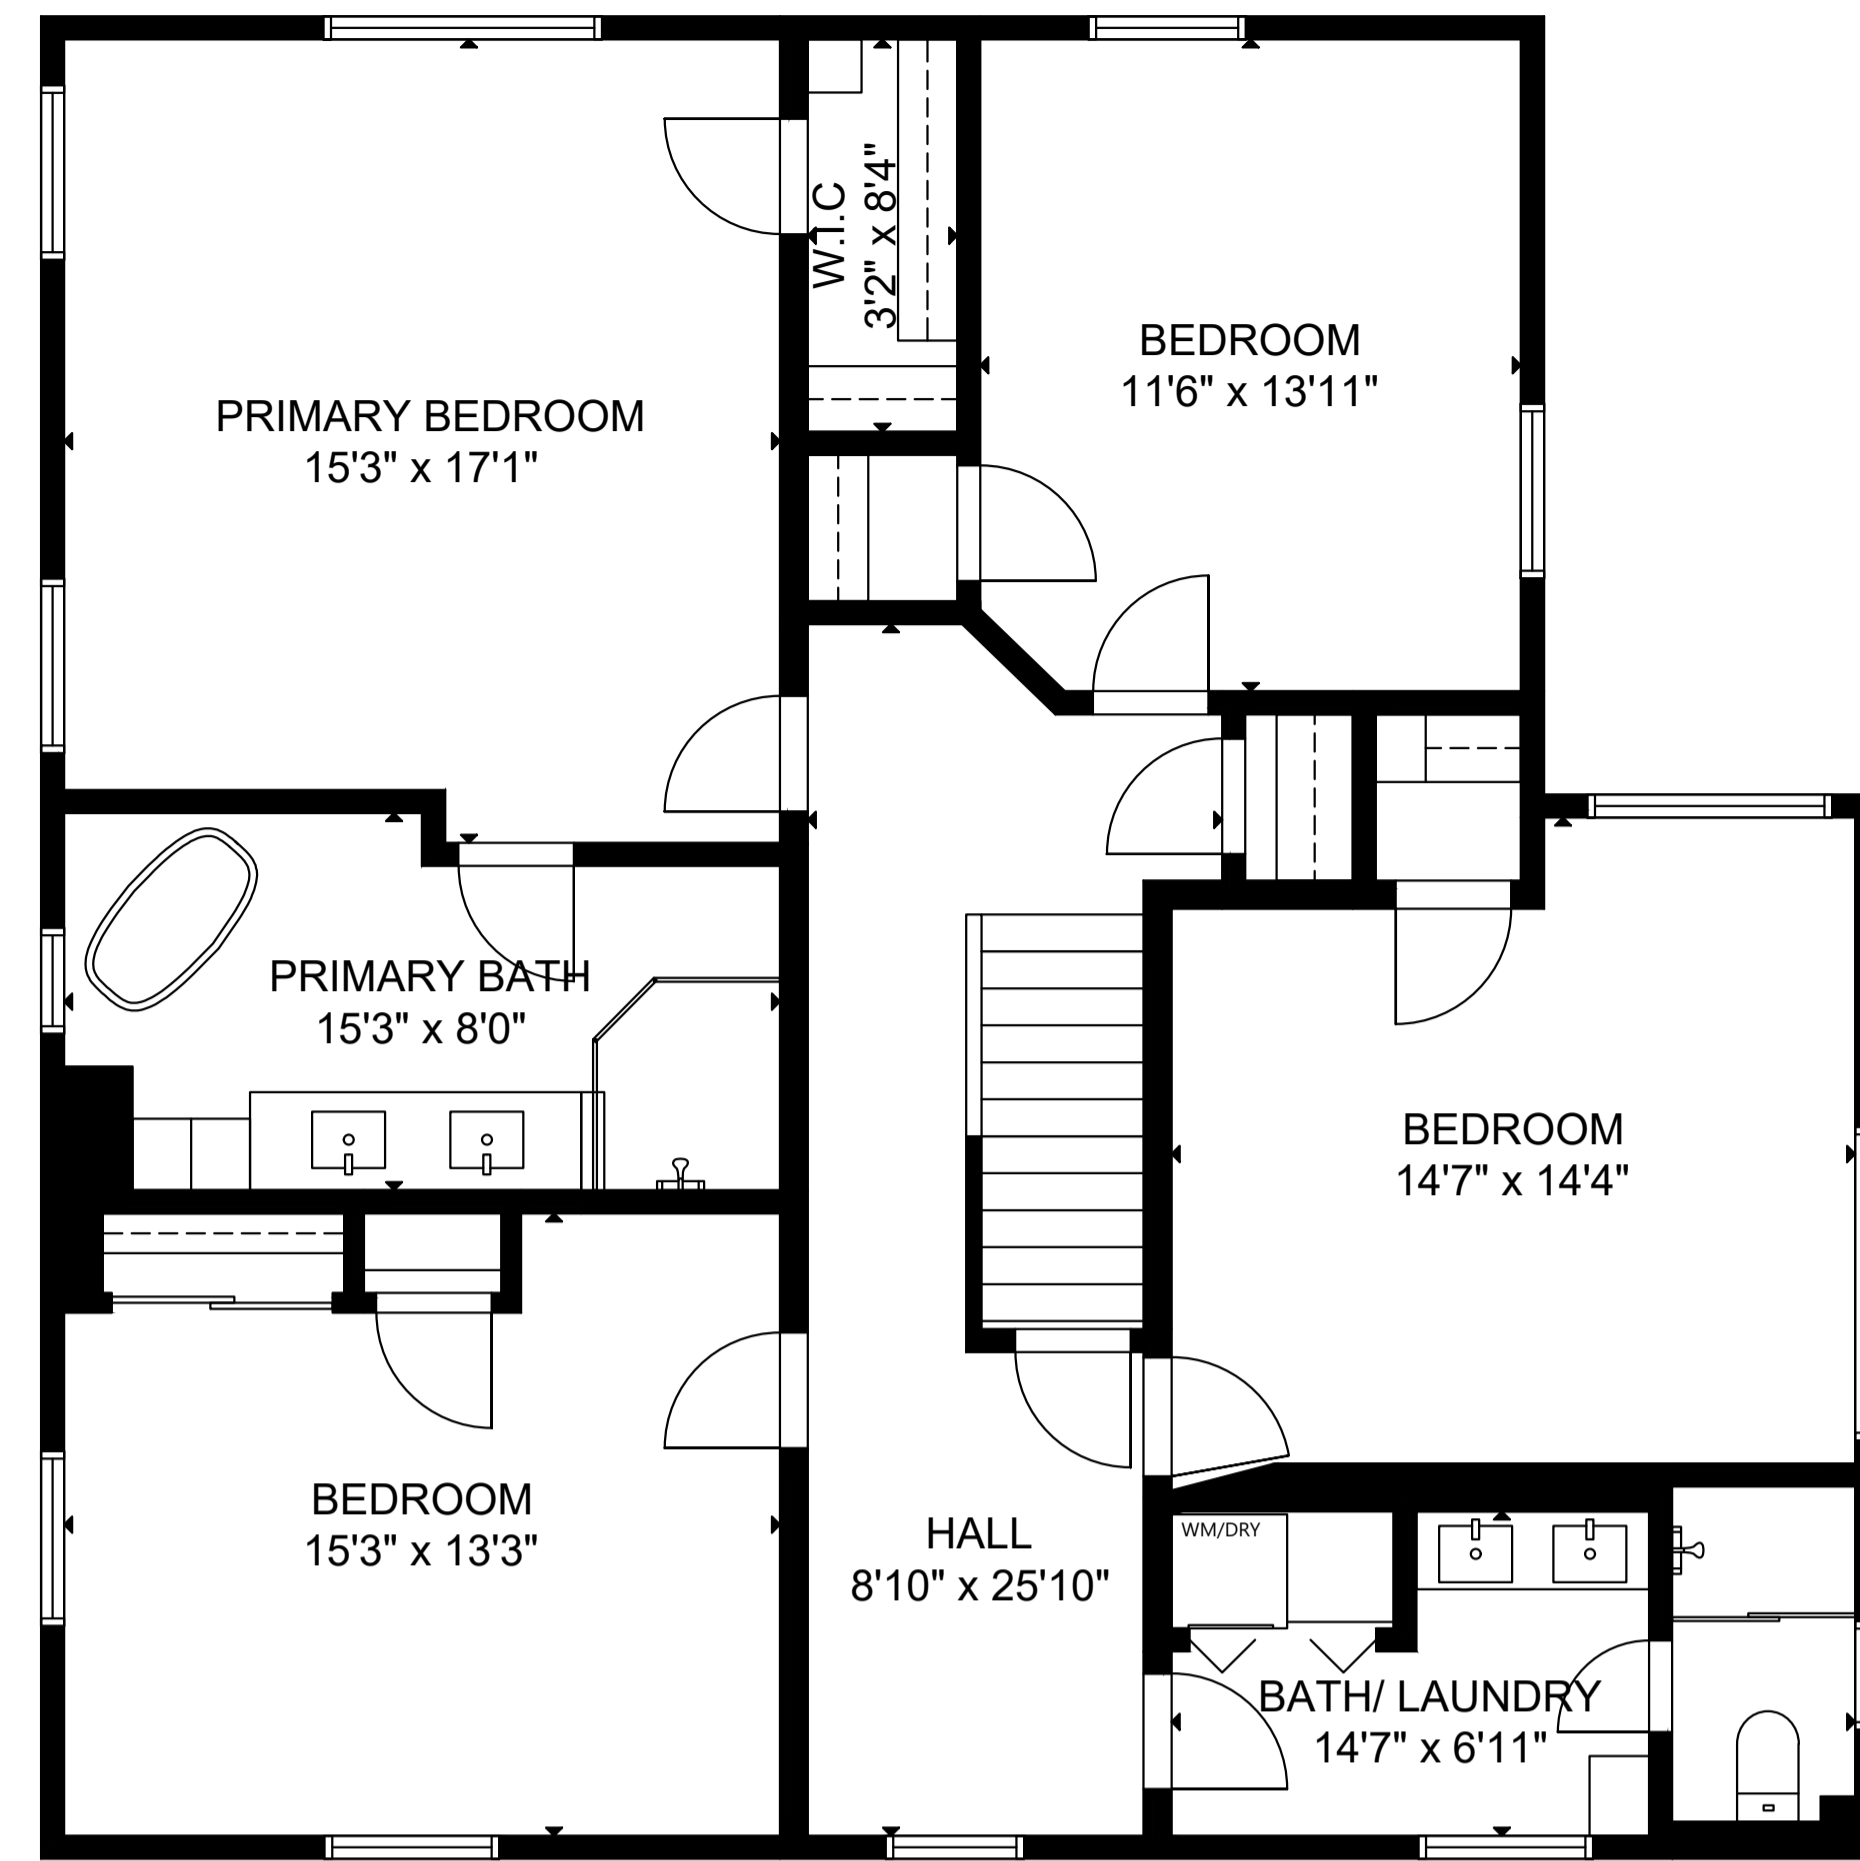 W.I.C
3'2" x 8'4"
BEDROOM
11'6" x 13'11"
PRIMARY BEDROOM
15'3" x 17'1"
PRIMARY BATH
15'3" x 8'0"
BEDROOM
14'7" x 14'4"
BEDROOM
15'3" x 13'3"
HALL
8'10" x 25'10"
WM/DRY
BATH/ LAUNDRY
14'7" x 6'11"